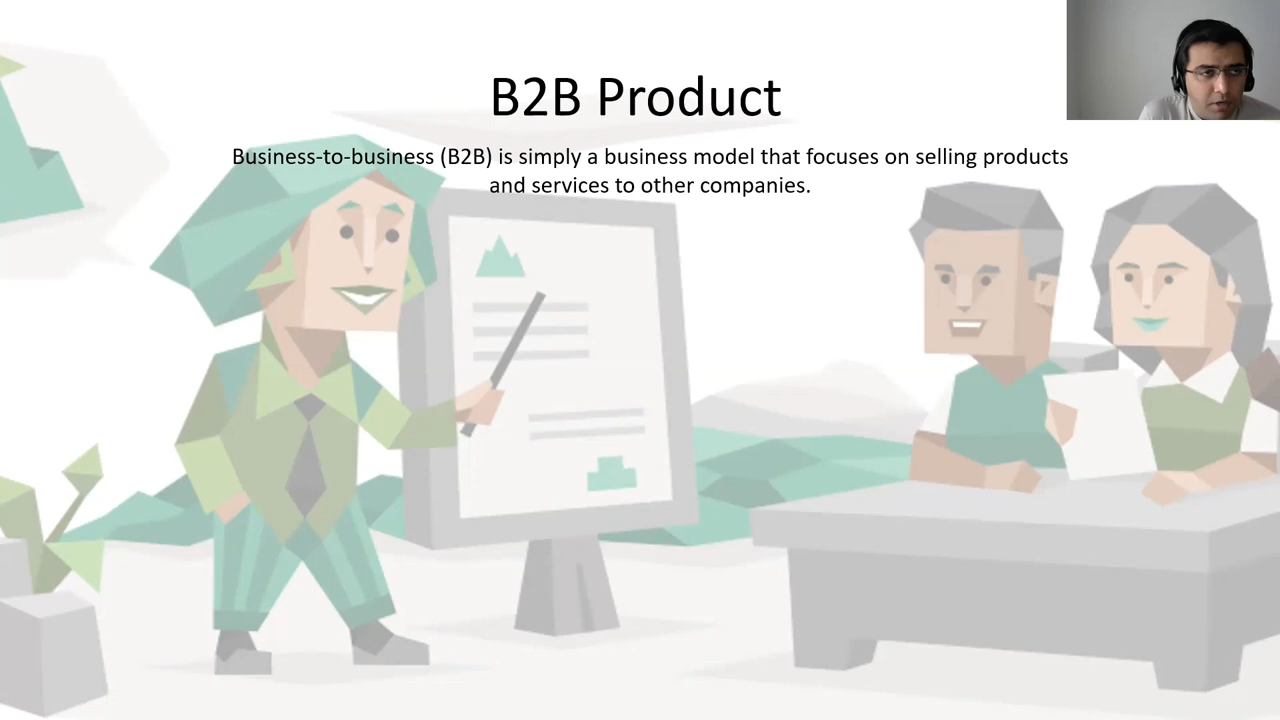 B2B Product
Business-to-business (B2B) is simply a business model that focuses on selling products
and services to other companies.